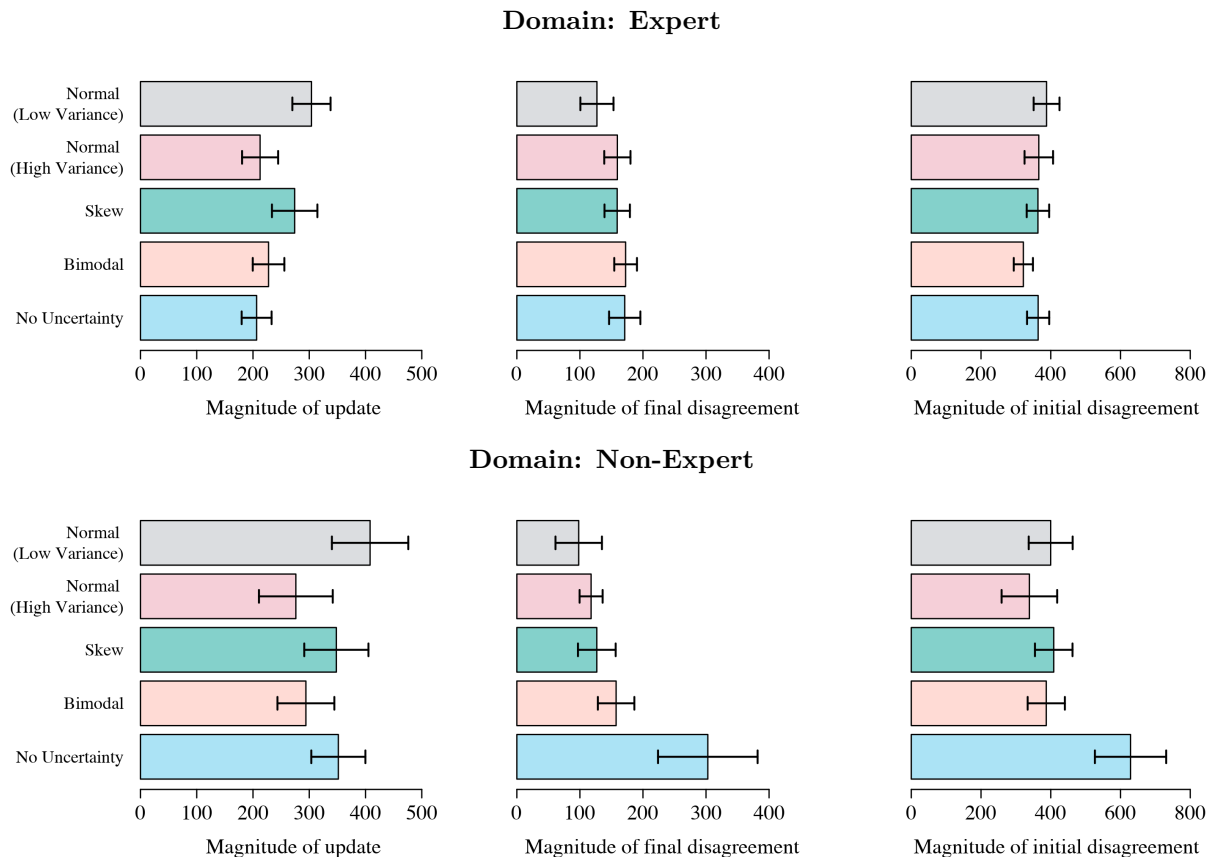 Domain: Expert
Normal
(Low Variance)
Normal
(High Variance)
Skew
Bimodal
No Uncertainty
0 100 200 300 400 500
Magnitude of update
0 100 200 300 400
Magnitude of final disagreement
0 200 400 600 800
Magnitude of initial disagreement
Domain: Non-Expert
Normal
(Low Variance)
Normal
(High Variance)
Skew
Bimodal
No Uncertainty
0 100 200 300 400 500
Magnitude of update
0 100 200 300 400
Magnitude of final disagreement
0 200 400 600 800
Magnitude of initial disagreement